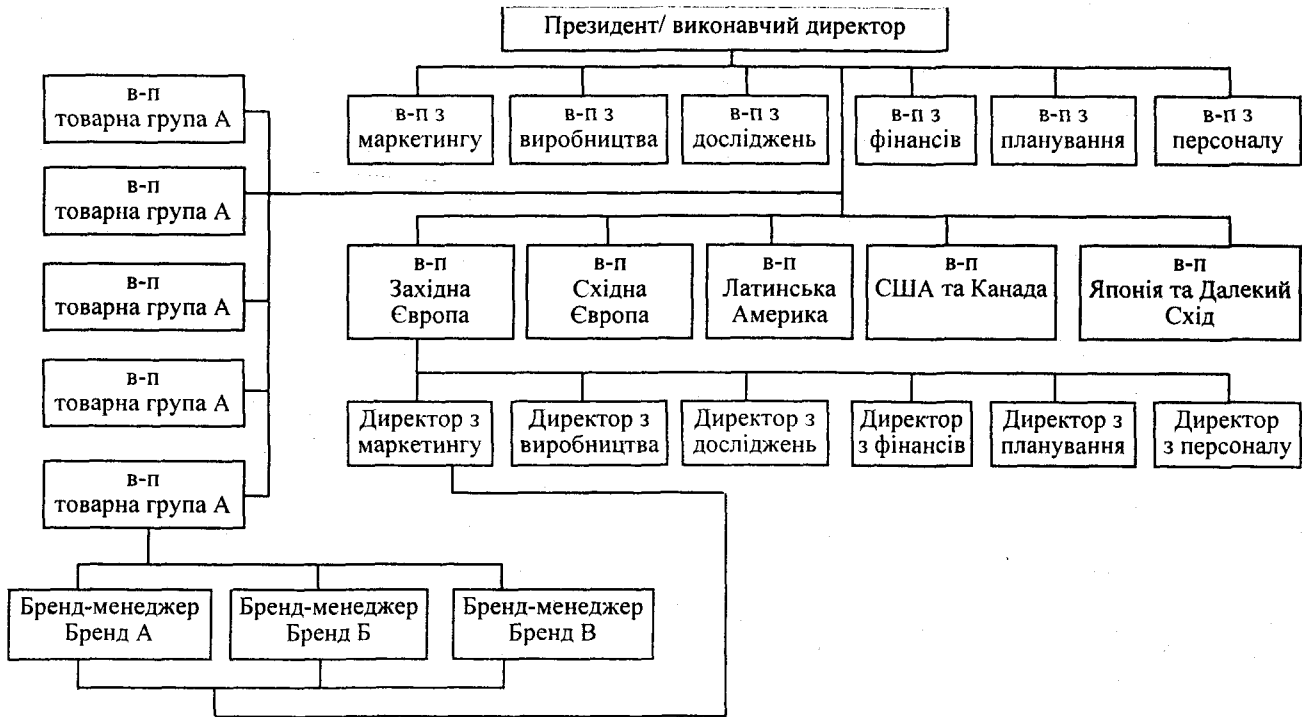 Президент/ виконавчий директор
в-п
товарна група А
в-п
товарна група А
в-п
товарна група А
в-п
товарна група А
в-п
товарна група А
в-п з
маркетингу
в-п з
виробництва
в-п з
досліджень
в-п з
фінансів
в-п з
планування
в-п з
персоналу
в-п
Західна
Європа
в-п
Східна
Європа
в-п
Латинська
Америка
в-п
США та Канада
в-п
Японія та Далекий
Схід
Директор з
маркетингу
Директор з
виробництва
Директор з
досліджень
Директор
з фінансів
Директор з
планування
Директор
з персоналу
Бренд-менеджер
Бренд А
Бренд-менеджер
Бренд Б
Бренд-менеджер
Бренд В